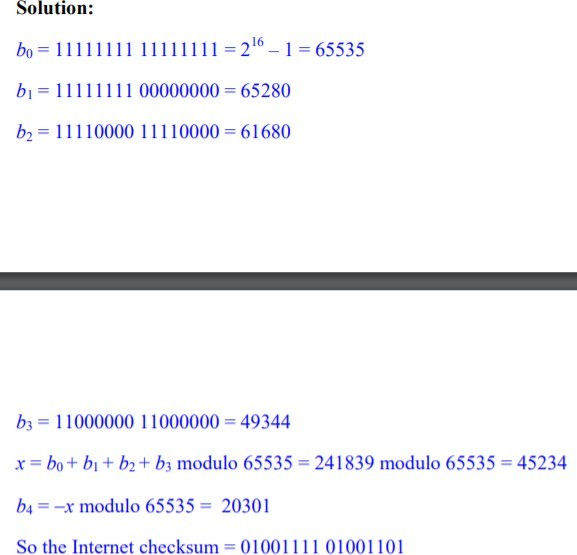 Solution:
b₀ = 11111111 11111111 = 2¹⁶ – 1 = 65535
b₁ = 11111111 00000000 = 65280
b₂ = 11110000 11110000 = 61680
b₃ = 11000000 11000000 = 49344
x = b₀ + b₁ + b₂ + b₃ modulo 65535 = 241839 modulo 65535 = 45234
b₄ = –x modulo 65535 = 20301
So the Internet checksum = 01001111 01001101